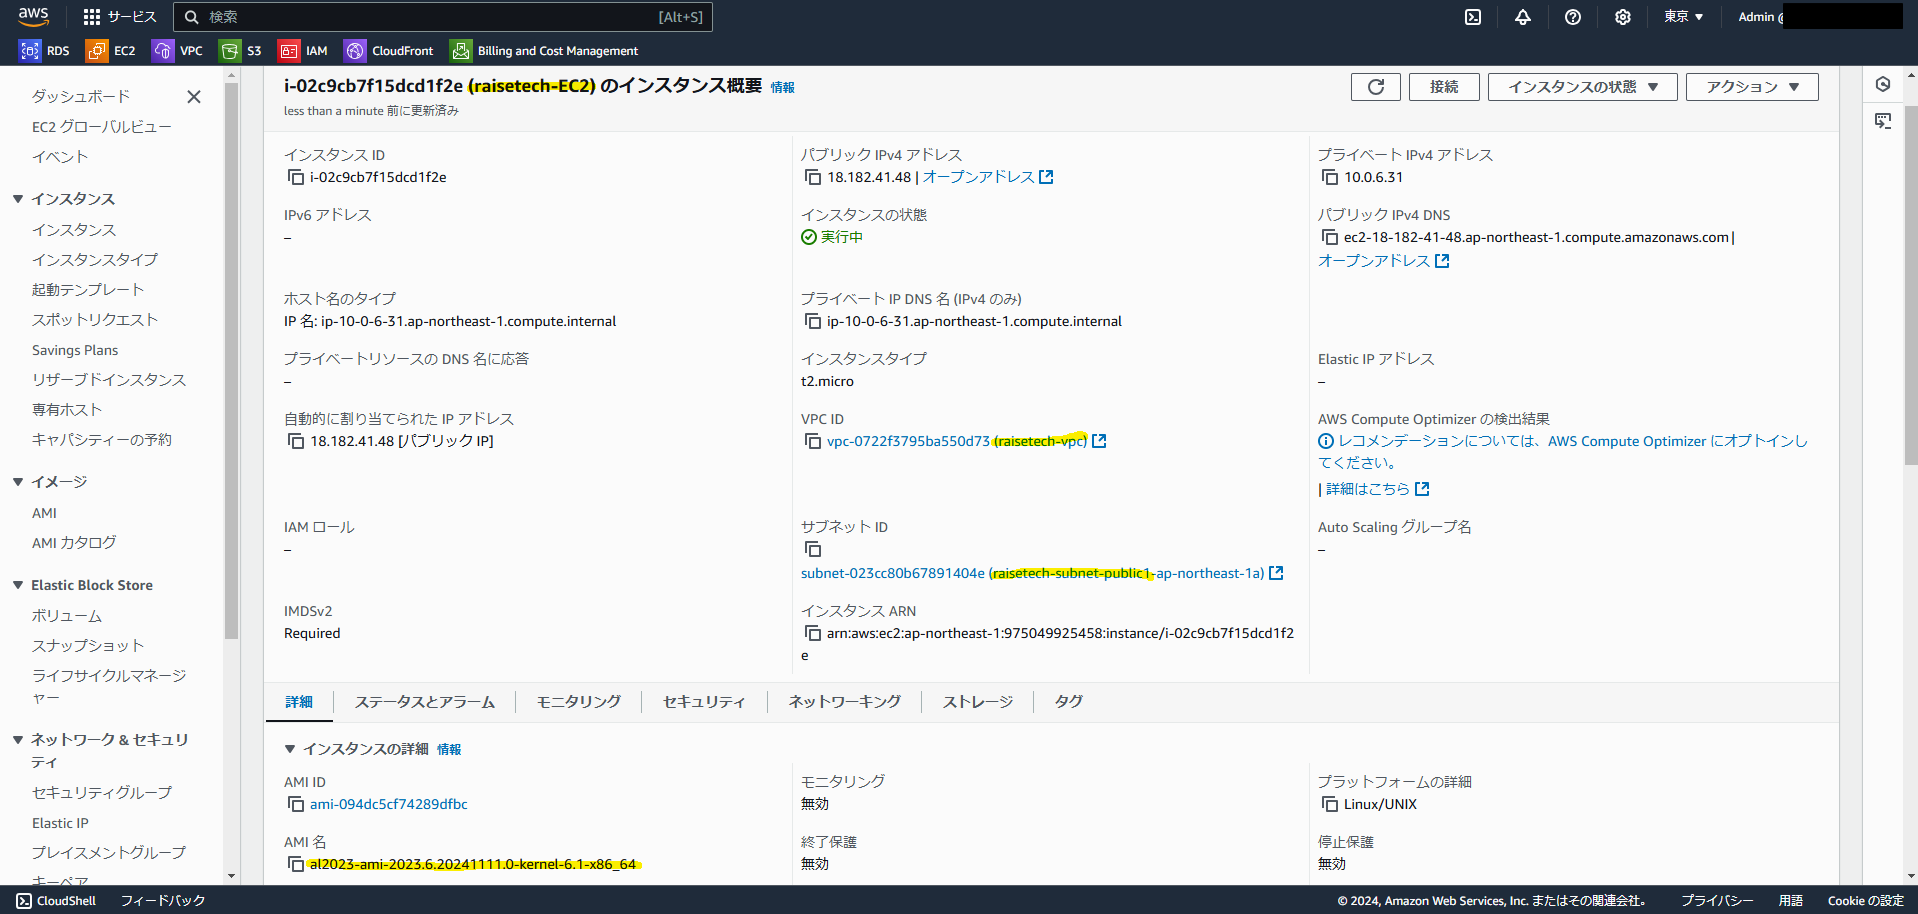 aws サービス 検索 [Alt+S] 東京 ▼ Admin @
RDS EC2 VPC S3 IAM CloudFront Billing and Cost Management
ダッシュボード
EC2 グローバルビュー
イベント
▼ インスタンス
インスタンス
インスタンスタイプ
起動テンプレート
スポットリクエスト
Savings Plans
リザーブドインスタンス
専有ホスト
キャパシティーの予約
▼ イメージ
AMI
AMI カタログ
▼ Elastic Block Store
ボリューム
スナップショット
ライフサイクルマネージ
ャー
▼ ネットワーク & セキュリ
ティ
セキュリティグループ
Elastic IP
プレイスメントグループ
キーペア
i-02c9cb7f15dcd1f2e (raisetech-EC2) のインスタンス概要 情報
less than a minute 前に更新済み
接続 インスタンスの状態 ▼ アクション ▼
インスタンス ID
i-02c9cb7f15dcd1f2e
パブリック IPv4 アドレス
18.182.41.48 | オープンアドレス
プライベート IPv4 アドレス
10.0.6.31
IPv6 アドレス
–
インスタンスの状態
実行中
パブリック IPv4 DNS
ec2-18-182-41-48.ap-northeast-1.compute.amazonaws.com |
オープンアドレス
ホスト名のタイプ
IP 名: ip-10-0-6-31.ap-northeast-1.compute.internal
プライベート IP DNS 名 (IPv4 のみ)
ip-10-0-6-31.ap-northeast-1.compute.internal
プライベートリソースの DNS 名に応答
–
インスタンスタイプ
t2.micro
Elastic IP アドレス
–
自動的に割り当てられた IP アドレス
18.182.41.48 [パブリック IP]
VPC ID
vpc-0722f3795ba550d73 (raisetech-vpc)
AWS Compute Optimizer の検出結果
レコメンデーションについては、AWS Compute Optimizer にオプトインし
てください。
| 詳細はこちら
IAM ロール
–
サブネット ID
subnet-023cc80b67891404e (raisetech-subnet-public1-ap-northeast-1a)
Auto Scaling グループ名
–
IMDSv2
Required
インスタンス ARN
arn:aws:ec2:ap-northeast-1:975049925458:instance/i-02c9cb7f15dcd1f2
e
詳細 ステータスとアラーム モニタリング セキュリティ ネットワーキング ストレージ タグ
▼ インスタンスの詳細 情報
AMI ID
ami-094dc5cf74289dfbc
モニタリング
無効
プラットフォームの詳細
Linux/UNIX
AMI 名
al2023-ami-2023.6.20241111.0-kernel-6.1-x86_64
終了保護
無効
停止保護
無効
CloudShell フィードバック © 2024, Amazon Web Services, Inc. またはその関連会社。 プライバシー 用語 Cookie の設定